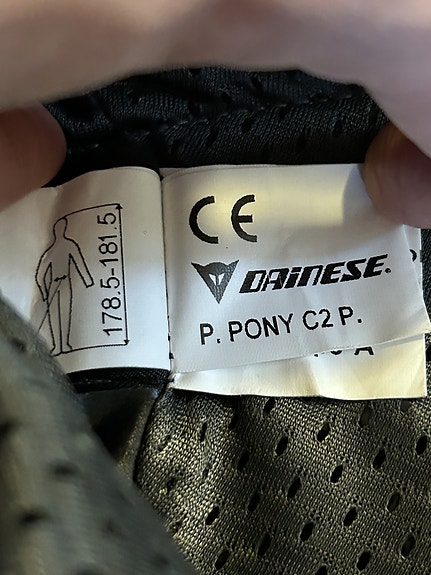 178.5-181.5
CE
DAINESE.
P. PONY C2 P.